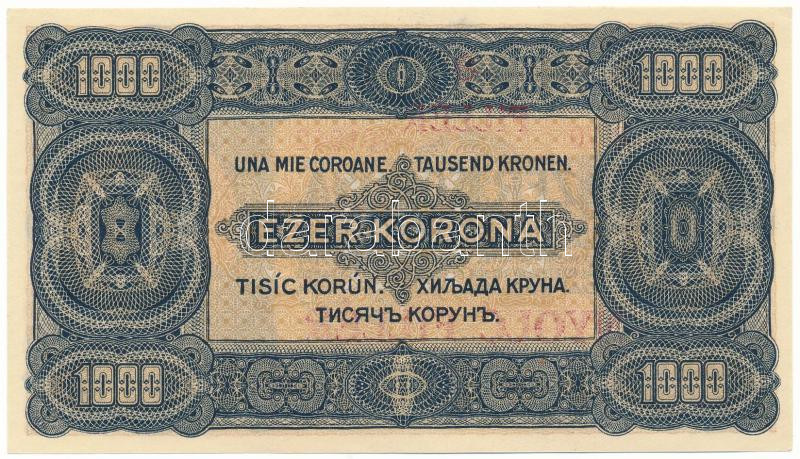 1000 1000
UNA MIE COROANE. TAUSEND KRONEN.
EZER KORONA
TISÍC KORÚN. ХИЉАДА КРУНА.
ТИСЯЧЪ КОРУНЪ.
1000 1000